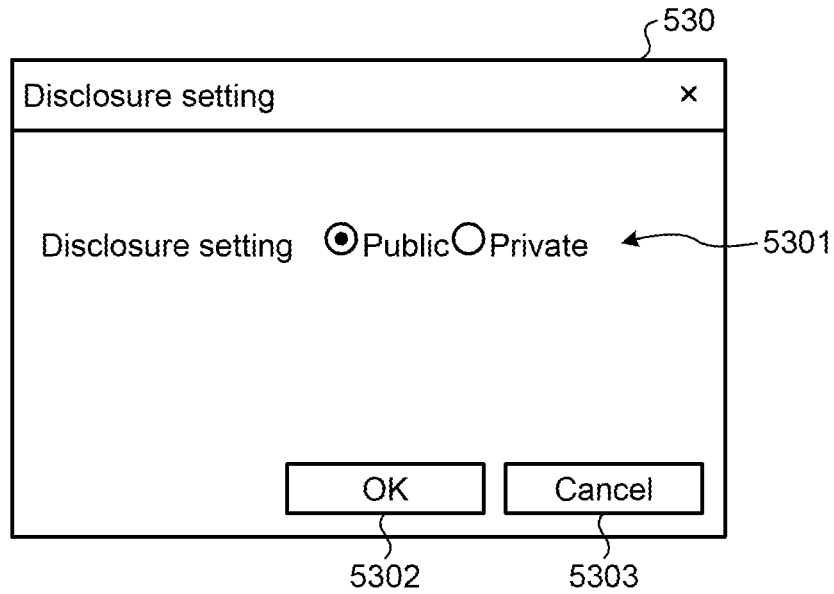 530
Disclosure setting ×
Disclosure setting Public Private 5301
OK Cancel
5302 5303